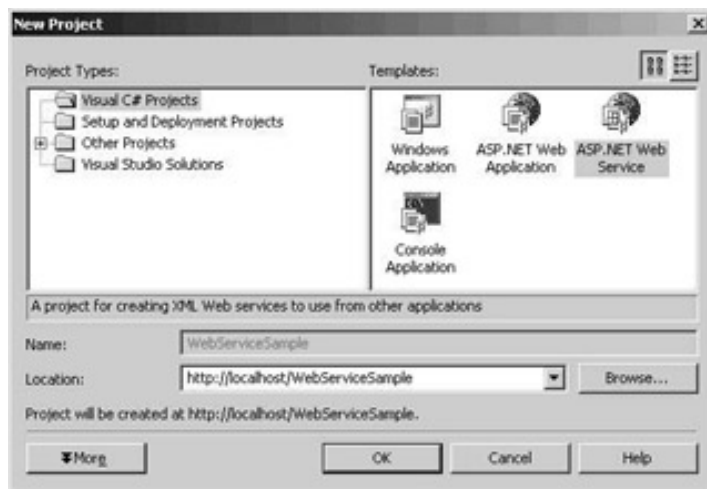 New Project
Project Types:
Templates:
Visual C# Projects
Setup and Deployment Projects
Other Projects
Visual Studio Solutions
Windows
Application
ASP.NET Web
Application
ASP.NET Web
Service
Console
Application
A project for creating XML Web services to use from other applications
Name:
WebServiceSample
Location:
http://localhost/WebServiceSample
Browse...
Project will be created at http://localhost/WebServiceSample.
More
OK
Cancel
Help